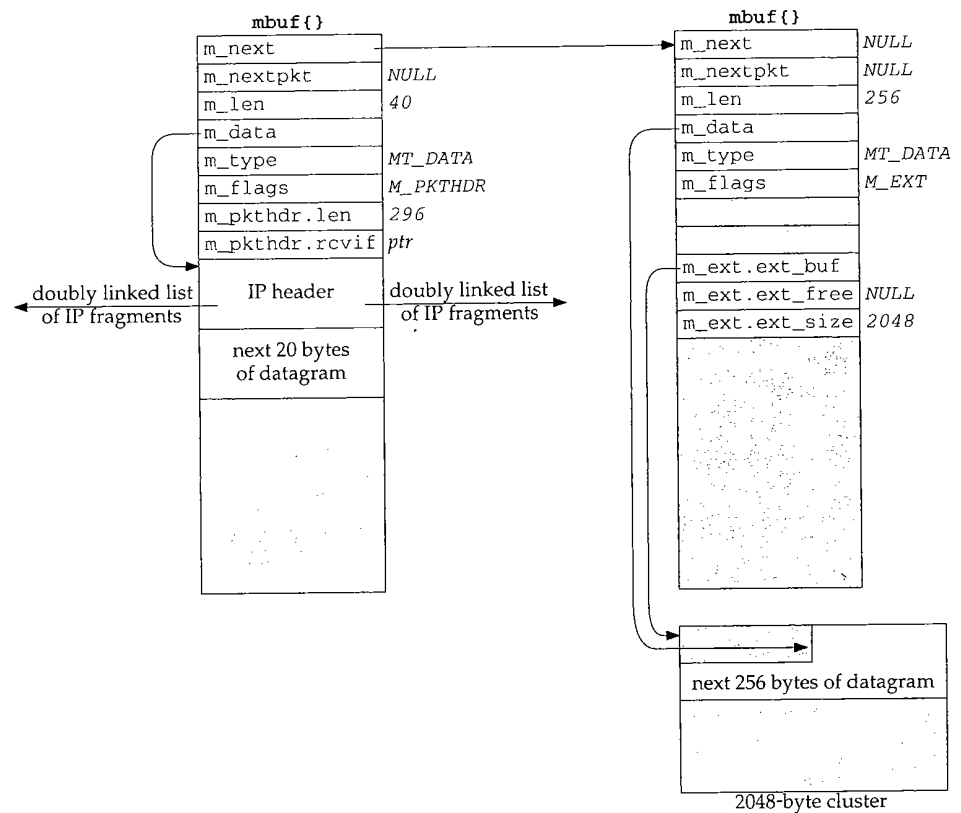 mbuf{}
m_next
m_nextpkt NULL
m_len 40
m_data
m_type MT_DATA
m_flags M_PKTHDR
m_pkthdr.len 296
m_pkthdr.rcvif ptr
doubly linked list
of IP fragments
IP header
doubly linked list
of IP fragments
next 20 bytes
of datagram
mbuf{}
m_next NULL
m_nextpkt NULL
m_len 256
m_data
m_type MT_DATA
m_flags M_EXT
m_ext.ext_buf
m_ext.ext_free NULL
m_ext.ext_size 2048
next 256 bytes of datagram
2048-byte cluster